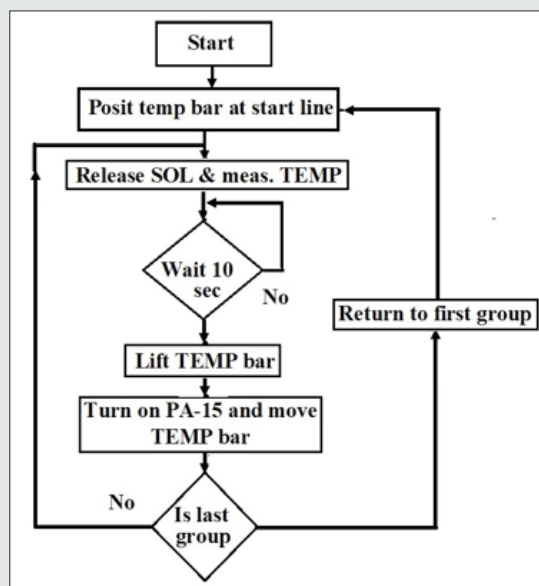 Start
Posit temp bar at start line
Release SOL & meas. TEMP
Wait 10
sec
No
Return to first group
Lift TEMP bar
Turn on PA-15 and move
TEMP bar
No
Is last
group